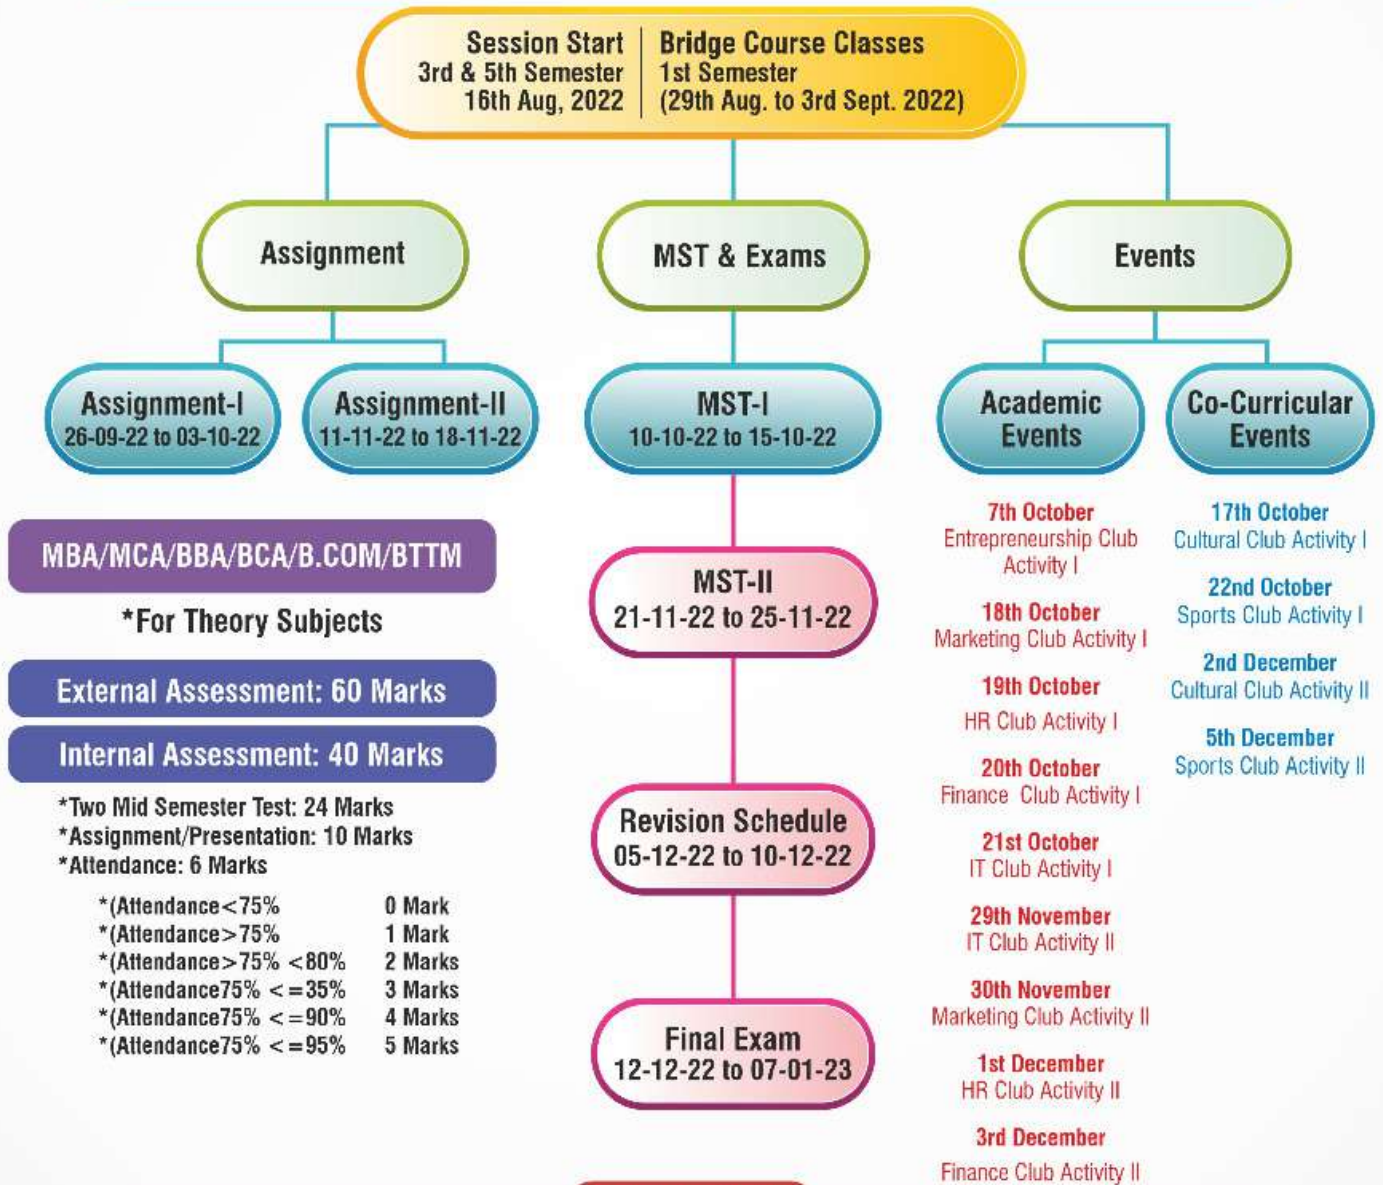 Session Start
3rd & 5th Semester
16th Aug, 2022
Bridge Course Classes
1st Semester
(29th Aug. to 3rd Sept. 2022)
Assignment
MST & Exams
Events
Assignment-I
26-09-22 to 03-10-22
Assignment-II
11-11-22 to 18-11-22
MST-I
10-10-22 to 15-10-22
Academic
Events
Co-Curricular
Events
MBA/MCA/BBA/BCA/B.COM/BTTM
*For Theory Subjects
External Assessment: 60 Marks
Internal Assessment: 40 Marks
*Two Mid Semester Test: 24 Marks
*Assignment/Presentation: 10 Marks
*Attendance: 6 Marks
*(Attendance<75% 0 Mark
*(Attendance>75% 1 Mark
*(Attendance>75% <80% 2 Marks
*(Attendance75% <=35% 3 Marks
*(Attendance75% <=90% 4 Marks
*(Attendance75% <=95% 5 Marks
MST-II
21-11-22 to 25-11-22
Revision Schedule
05-12-22 to 10-12-22
Final Exam
12-12-22 to 07-01-23
7th October
Entrepreneurship Club
Activity I
18th October
Marketing Club Activity I
19th October
HR Club Activity I
20th October
Finance Club Activity I
21st October
IT Club Activity I
29th November
IT Club Activity II
30th November
Marketing Club Activity II
1st December
HR Club Activity II
3rd December
Finance Club Activity II
17th October
Cultural Club Activity I
22nd October
Sports Club Activity I
2nd December
Cultural Club Activity II
5th December
Sports Club Activity II